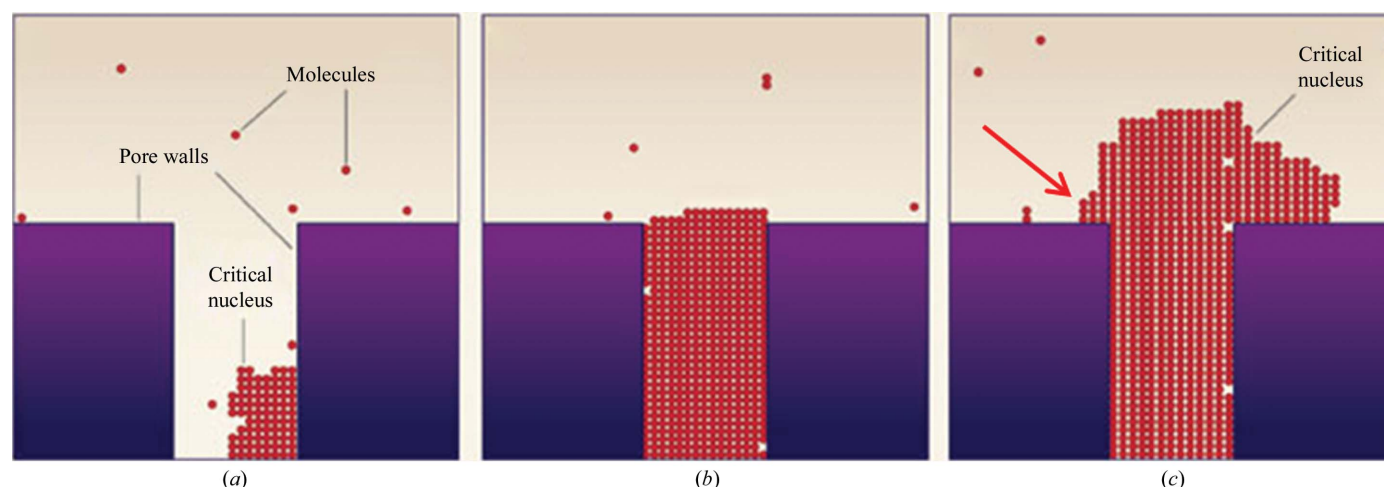 Molecules
Pore walls
Critical
nucleus
Critical
nucleus
(a)
(b)
(c)